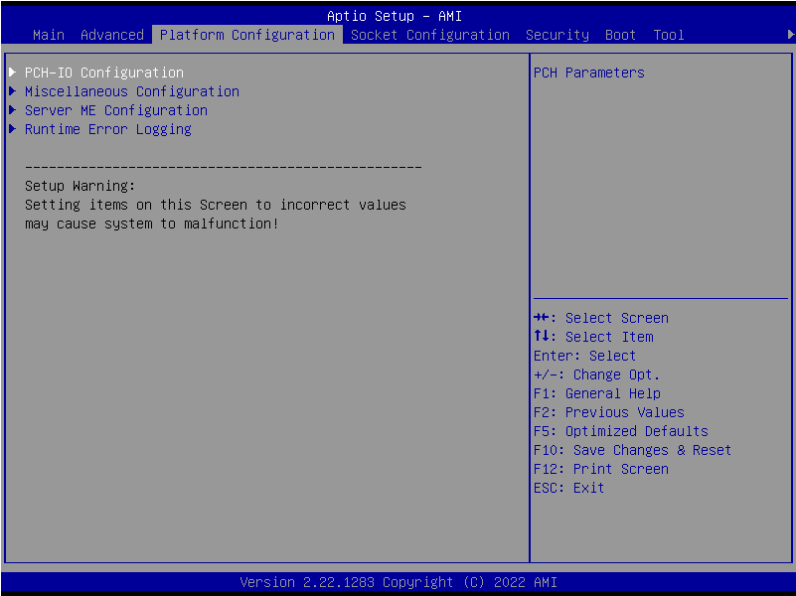 Aptio Setup – AMI
Main Advanced Platform Configuration Socket Configuration Security Boot Tool ▶
▶ PCH-IO Configuration
▶ Miscellaneous Configuration
▶ Server ME Configuration
▶ Runtime Error Logging
--------------------------------------------------
Setup Warning:
Setting items on this Screen to incorrect values
may cause system to malfunction!
PCH Parameters
→←: Select Screen
↑↓: Select Item
Enter: Select
+/-: Change Opt.
F1: General Help
F2: Previous Values
F5: Optimized Defaults
F10: Save Changes & Reset
F12: Print Screen
ESC: Exit
Version 2.22.1283 Copyright (C) 2022 AMI